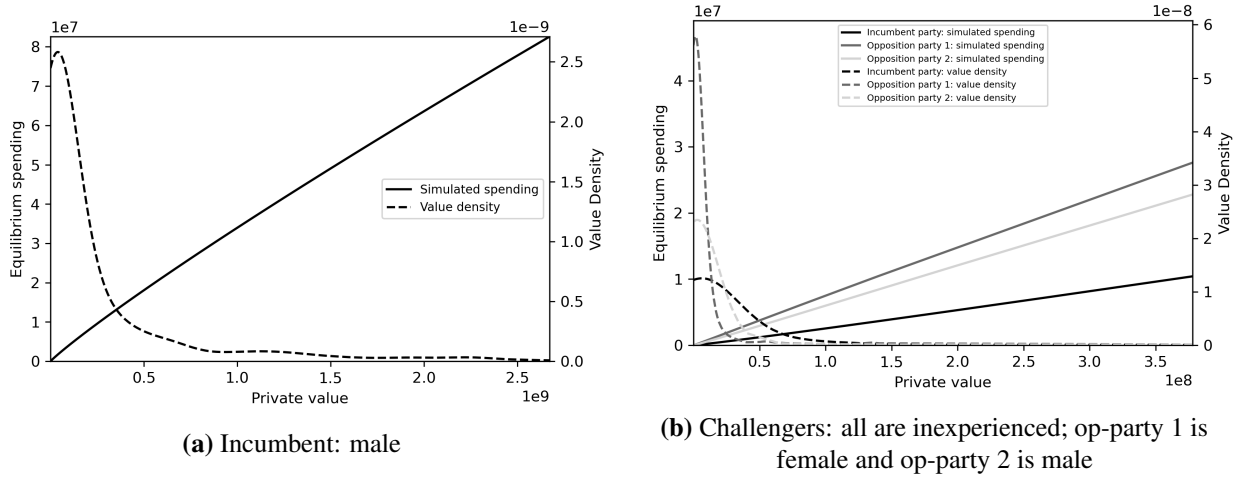 1e7
1e−9
8
7
6
5
4
3
2
1
0
Equilibrium spending
2.5
2.0
1.5
1.0
0.5
0.0
Value Density
Simulated spending
Value density
0.5
1.0
1.5
2.0
2.5
1e9
Private value
(a) Incumbent: male
1e7
1e−8
4
3
2
1
0
Equilibrium spending
6
5
4
3
2
1
0
Value Density
Incumbent party: simulated spending
Opposition party 1: simulated spending
Opposition party 2: simulated spending
Incumbent party: value density
Opposition party 1: value density
Opposition party 2: value density
0.5
1.0
1.5
2.0
2.5
3.0
3.5
1e8
Private value
(b) Challengers: all are inexperienced; op-party 1 is
female and op-party 2 is male